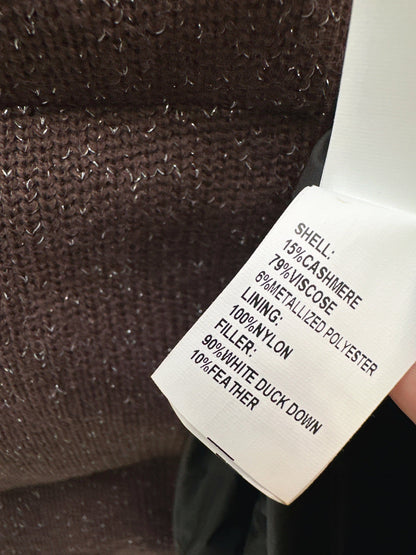 SHELL:
15%CASHMERE
79%VISCOSE
6%METALLIZED POLYESTER
LINING:
100%NYLON
FILLER:
90%WHITE DUCK DOWN
10%FEATHER